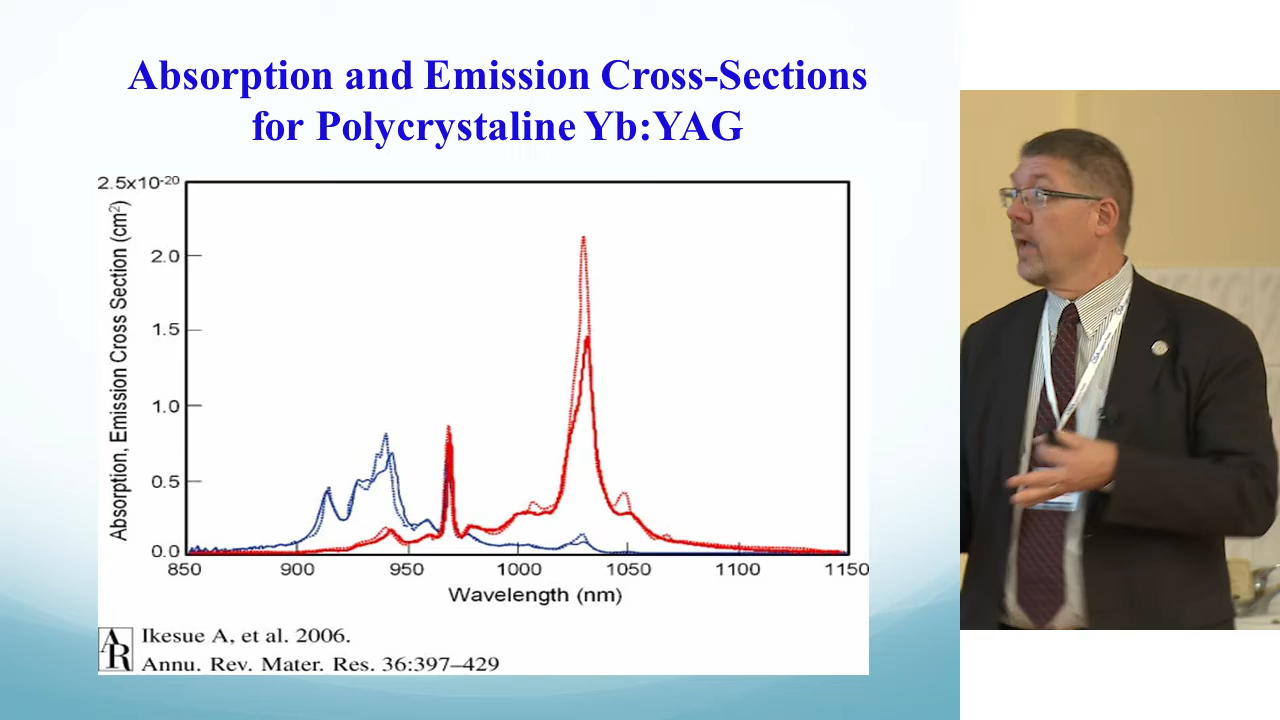 Absorption and Emission Cross-Sections
for Polycrystaline Yb:YAG
2.5x10-20
2.0
1.5
1.0
0.5
0.0
Absorption, Emission Cross Section (cm2)
850 900 950 1000 1050 1100 1150
Wavelength (nm)
AR
Ikesue A, et al. 2006.
Annu. Rev. Mater. Res. 36:397–429